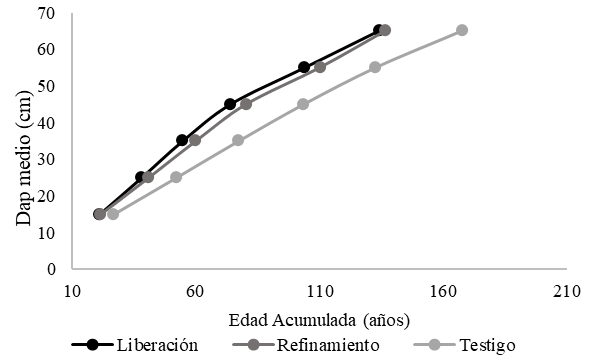 70
60
50
40
30
20
10
0
Dap medio (cm)
10 60 110 160 210
Edad Acumulada (años)
Liberación Refinamiento Testigo